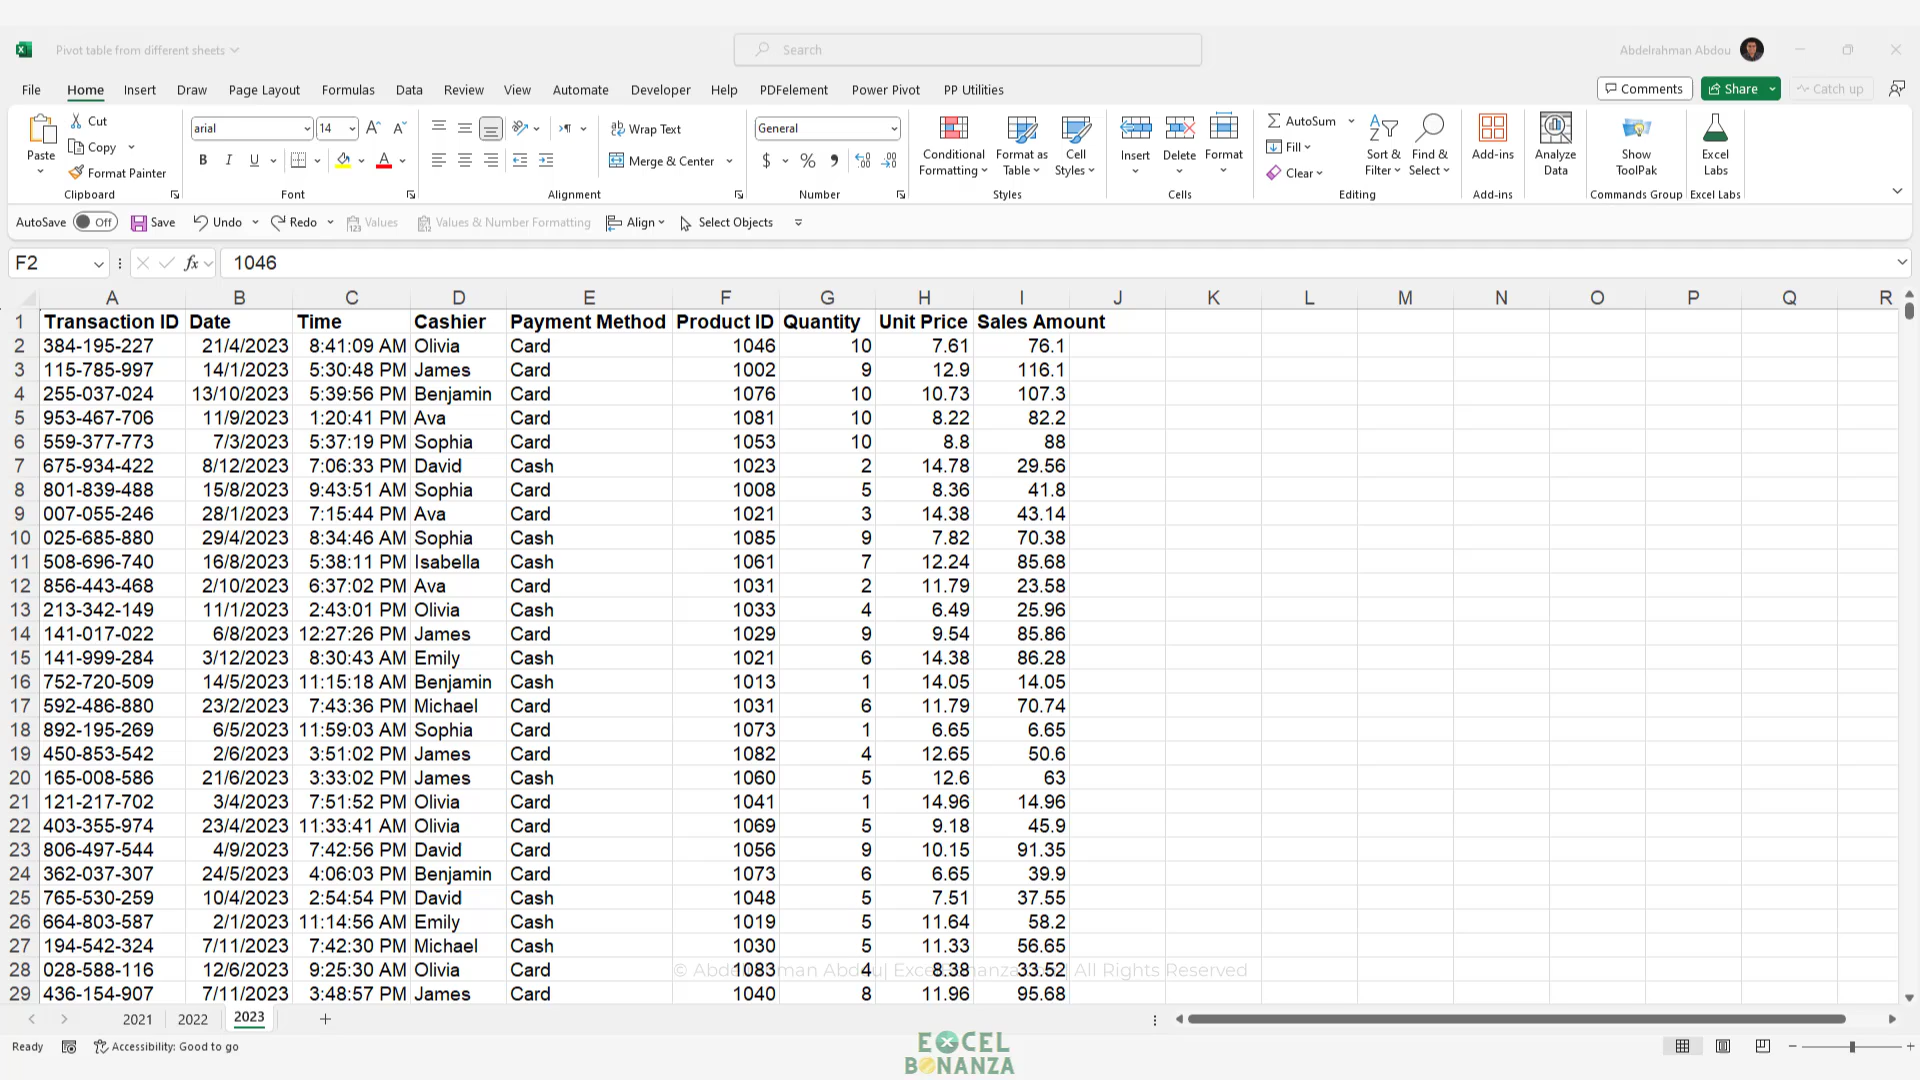 Pivot table from different sheets
Search
Abdelrahman Abdou
File Home Insert Draw Page Layout Formulas Data Review View Automate Developer Help PDFelement Power Pivot PP Utilities
Comments Share Catch up
Paste Cut Copy Format Painter Clipboard
arial 14 B I U A Font
Wrap Text Merge & Center Alignment
General $ % Number
Conditional Formatting Format as Table Cell Styles Styles
Insert Delete Format Cells
AutoSum Fill Clear Sort & Filter Find & Select Editing
Add-ins Add-ins
Analyze Data
Show ToolPak Commands Group
Excel Labs Excel Labs
AutoSave Off Save Undo Redo Values Values & Number Formatting Align Select Objects
F2 fx 1046
A B C D E F G H I J K L M N O P Q R
1 Transaction ID Date Time Cashier Payment Method Product ID Quantity Unit Price Sales Amount
2 384-195-227 21/4/2023 8:41:09 AM Olivia Card 1046 10 7.61 76.1
3 115-785-997 14/1/2023 5:30:48 PM James Card 1002 9 12.9 116.1
4 255-037-024 13/10/2023 5:39:56 PM Benjamin Card 1076 10 10.73 107.3
5 953-467-706 11/9/2023 1:20:41 PM Ava Card 1081 10 8.22 82.2
6 559-377-773 7/3/2023 5:37:19 PM Sophia Card 1053 10 8.8 88
7 675-934-422 8/12/2023 7:06:33 PM David Cash 1023 2 14.78 29.56
8 801-839-488 15/8/2023 9:43:51 AM Sophia Card 1008 5 8.36 41.8
9 007-055-246 28/1/2023 7:15:44 PM Ava Card 1021 3 14.38 43.14
10 025-685-880 29/4/2023 8:34:46 AM Sophia Cash 1085 9 7.82 70.38
11 508-696-740 16/8/2023 5:38:11 PM Isabella Cash 1061 7 12.24 85.68
12 856-443-468 2/10/2023 6:37:02 PM Ava Card 1031 2 11.79 23.58
13 213-342-149 11/1/2023 2:43:01 PM Olivia Cash 1033 4 6.49 25.96
14 141-017-022 6/8/2023 12:27:26 PM James Card 1029 9 9.54 85.86
15 141-999-284 3/12/2023 8:30:43 AM Emily Cash 1021 6 14.38 86.28
16 752-720-509 14/5/2023 11:15:18 AM Benjamin Cash 1013 1 14.05 14.05
17 592-486-880 23/2/2023 7:43:36 PM Michael Card 1031 6 11.79 70.74
18 892-195-269 6/5/2023 11:59:03 AM Sophia Card 1073 1 6.65 6.65
19 450-853-542 2/6/2023 3:51:02 PM James Card 1082 4 12.65 50.6
20 165-008-586 21/6/2023 3:33:02 PM James Cash 1060 5 12.6 63
21 121-217-702 3/4/2023 7:51:52 PM Olivia Card 1041 1 14.96 14.96
22 403-355-974 23/4/2023 11:33:41 AM Olivia Card 1069 5 9.18 45.9
23 806-497-544 4/9/2023 7:42:56 PM David Card 1056 9 10.15 91.35
24 362-037-307 24/5/2023 4:06:03 PM Benjamin Card 1073 6 6.65 39.9
25 765-530-259 10/4/2023 2:54:54 PM David Cash 1048 5 7.51 37.55
26 664-803-587 2/1/2023 11:14:56 AM Emily Cash 1019 5 11.64 58.2
27 194-542-324 7/11/2023 7:42:30 PM Michael Cash 1030 5 11.33 56.65
28 028-588-116 12/6/2023 9:25:30 AM Olivia Card 1083 4 8.38 33.52
© Abdelrahman Abdou| All Rights Reserved
29 436-154-907 7/11/2023 3:48:57 PM James Card 1040 8 11.96 95.68
2021 2022 2023
Ready Accessibility: Good to go
EXCEL
BONANZA